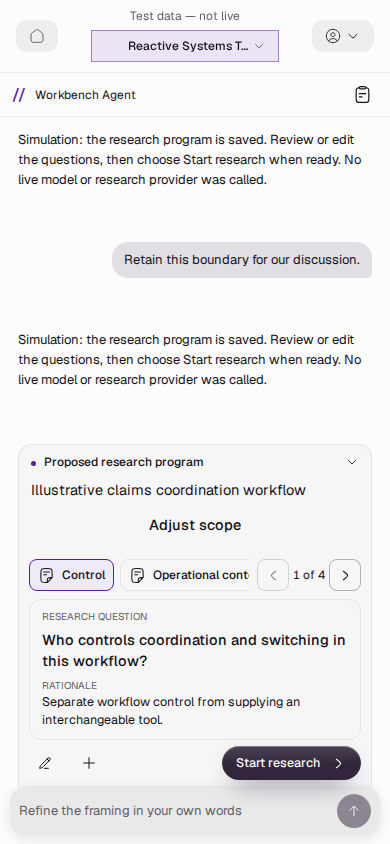 Test data — not live
Reactive Systems T...
// Workbench Agent
Simulation: the research program is saved. Review or edit
the questions, then choose Start research when ready. No
live model or research provider was called.
Retain this boundary for our discussion.
Simulation: the research program is saved. Review or edit
the questions, then choose Start research when ready. No
live model or research provider was called.
Proposed research program
Illustrative claims coordination workflow
Adjust scope
Control Operational cont 1 of 4
RESEARCH QUESTION
Who controls coordination and switching in
this workflow?
RATIONALE
Separate workflow control from supplying an
interchangeable tool.
Start research
Refine the framing in your own words